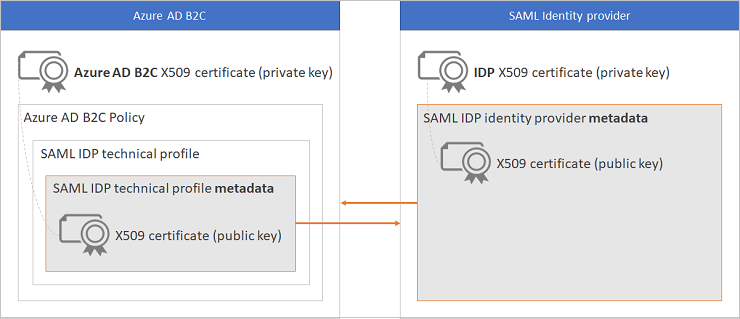 Azure AD B2C
SAML Identity provider
Azure AD B2C X509 certificate (private key)
IDP X509 certificate (private key)
Azure AD B2C Policy
SAML IDP identity provider metadata
SAML IDP technical profile
X509 certificate (public key)
SAML IDP technical profile metadata
X509 certificate (public key)